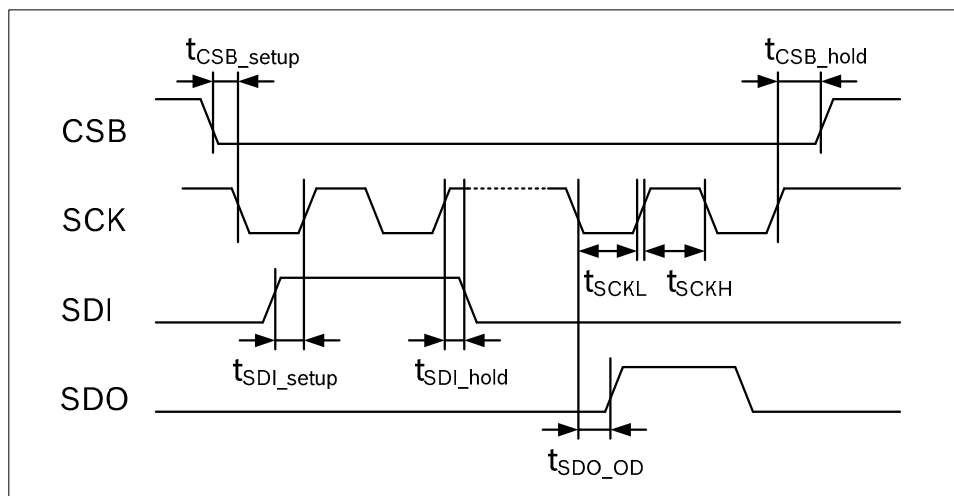 tCSB_setup
tCSB_hold
CSB
SCK
tSCKL
tSCKH
SDI
tSDI_setup
tSDI_hold
SDO
tSDO_OD